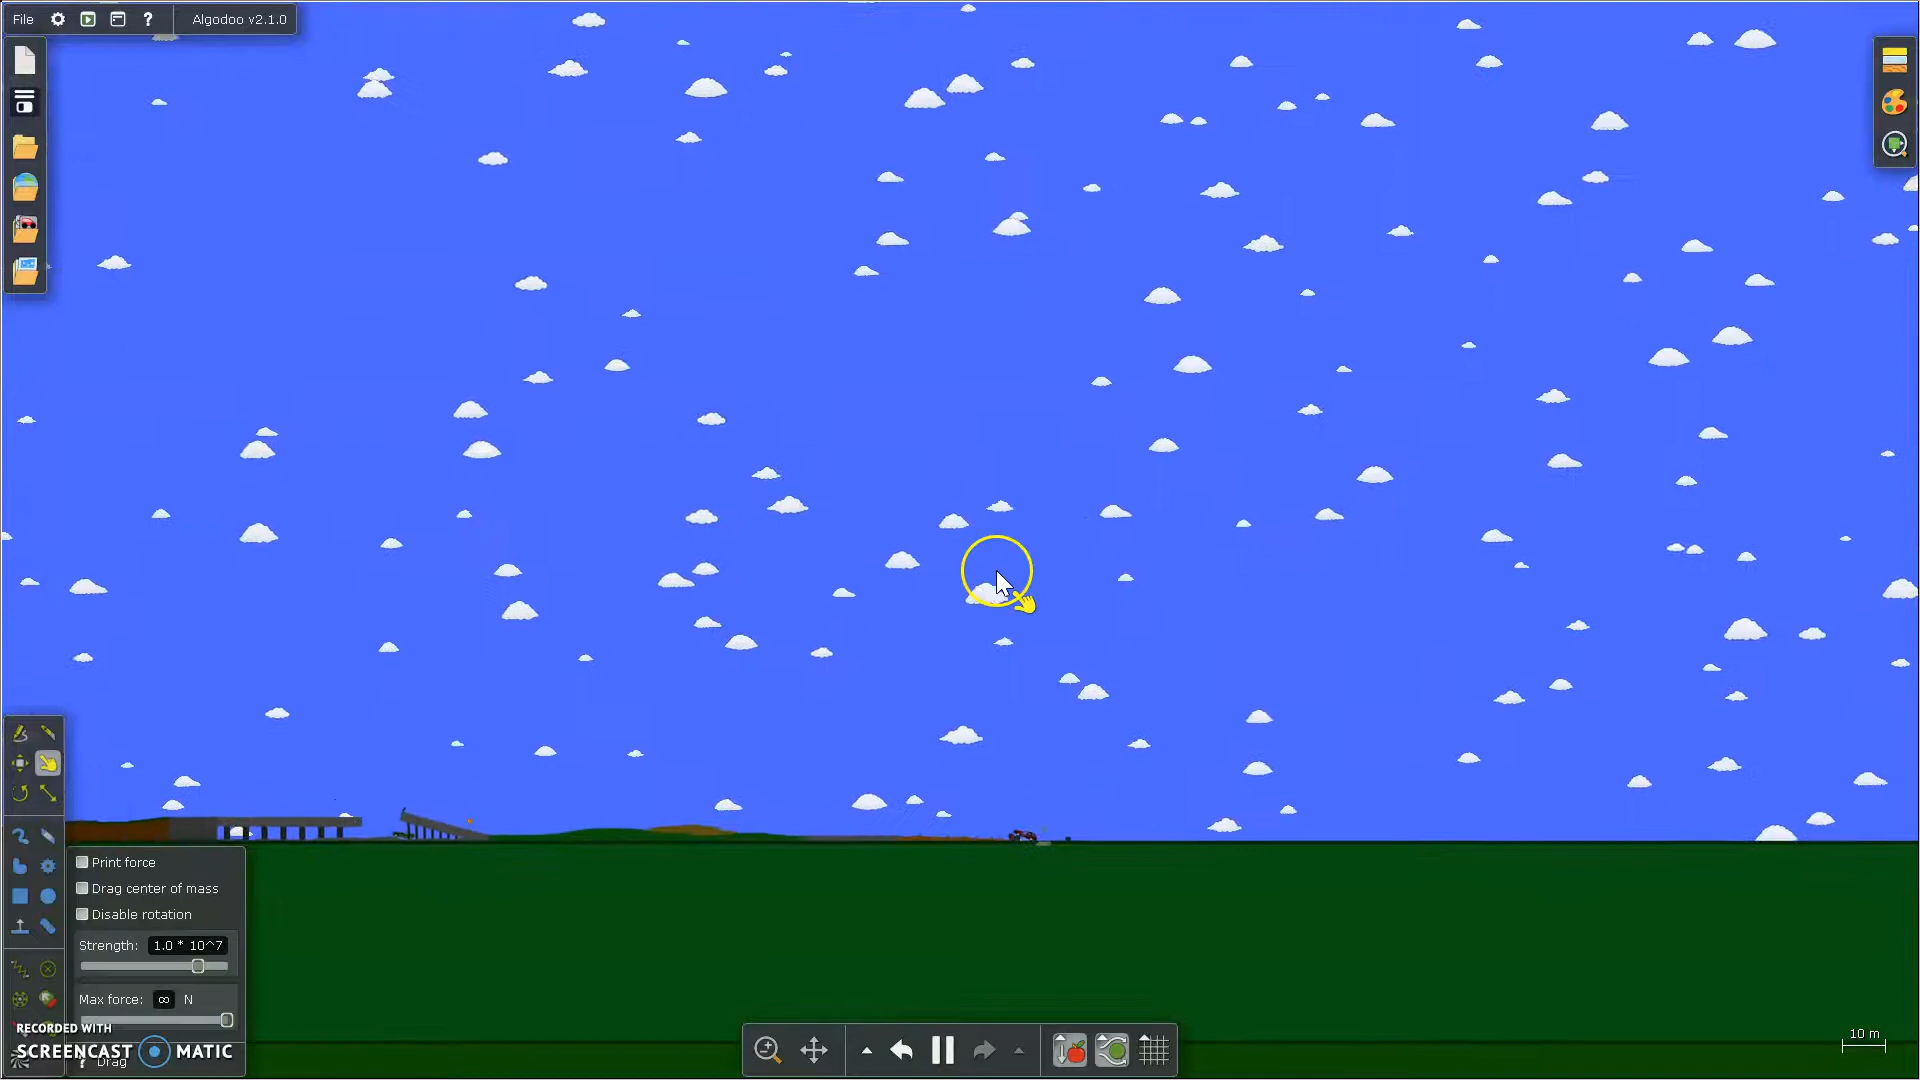 File ? Algodoo v2.1.0
Print force
Drag center of mass
Disable rotation
Strength: 1.0 * 10^7
Max force: ∞ N
RECORDED WITH
SCREENCAST MATIC
? Drag
10 m